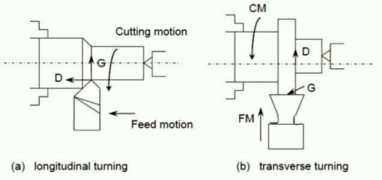 Cutting motion
CM
G
D
D
G
Feed motion
FM
(a) longitudinal turning
(b) transverse turning